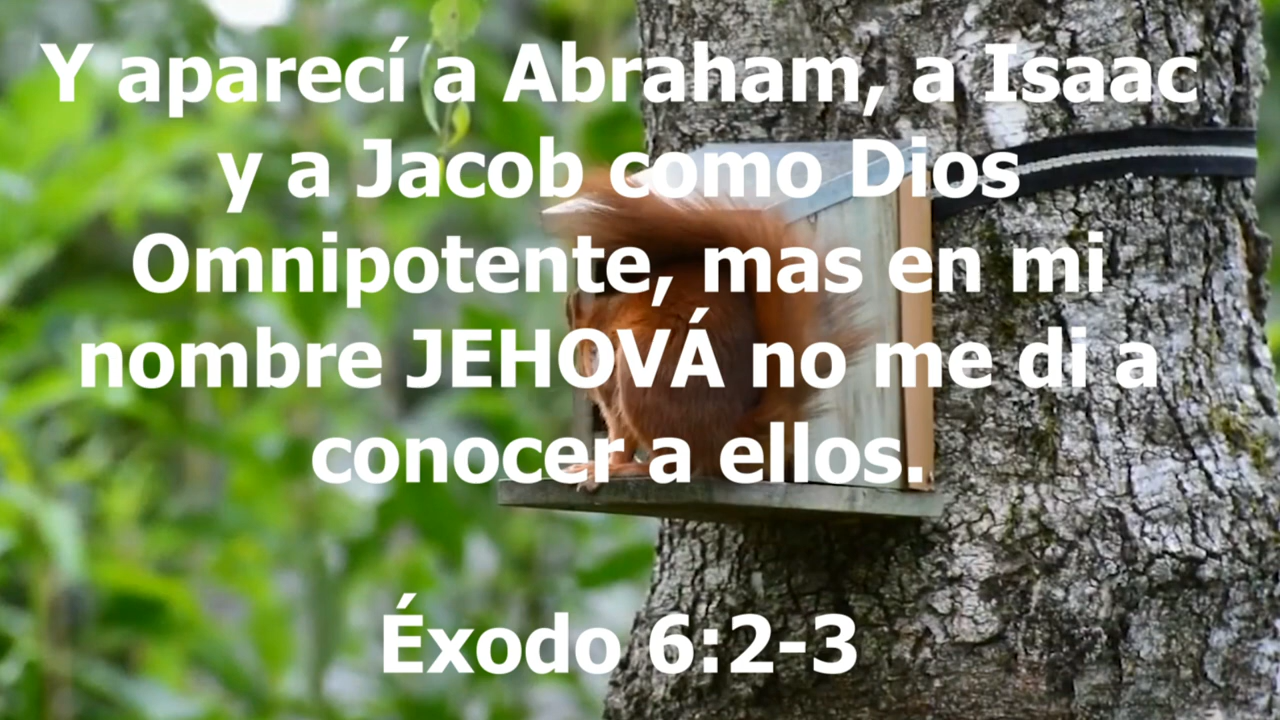 Y aparecí a Abraham, a Isaac
y a Jacob como Dios
Omnipotente, mas en mi
nombre JEHOVÁ no me di a
conocer a ellos.
Éxodo 6:2-3